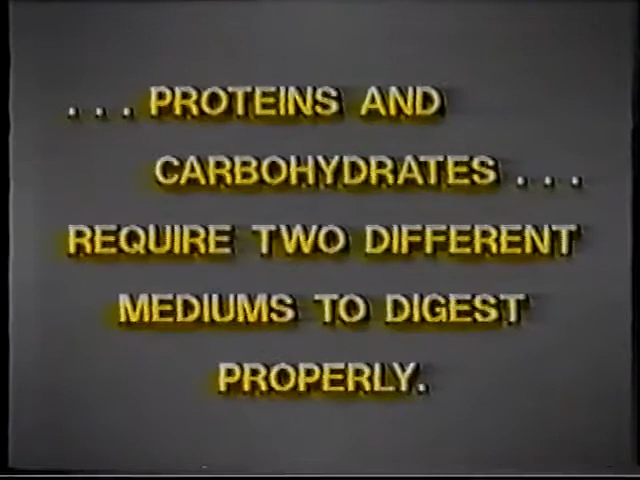 . . . PROTEINS AND
CARBOHYDRATES . . .
REQUIRE TWO DIFFERENT
MEDIUMS TO DIGEST
PROPERLY.